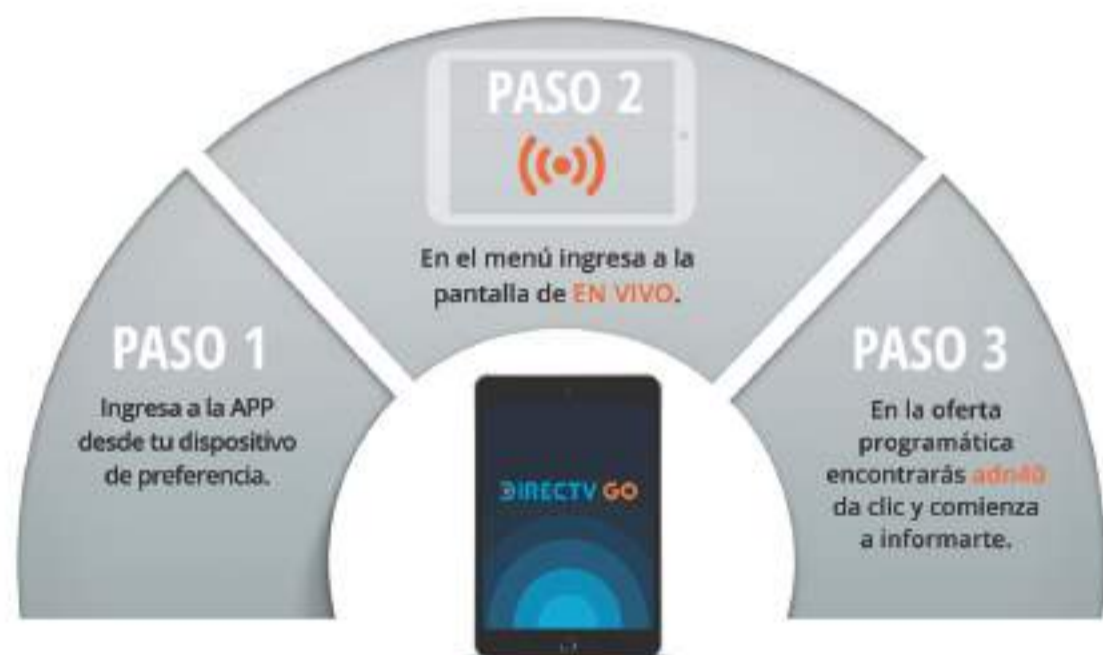 PASO 1
Ingresa a la APP
desde tu dispositivo
de preferencia.
PASO 2
En el menú ingresa a la
pantalla de EN VIVO.
PASO 3
En la oferta
programática
encontrarás adn40
da clic y comienza
a informarte.
DIRECTV GO